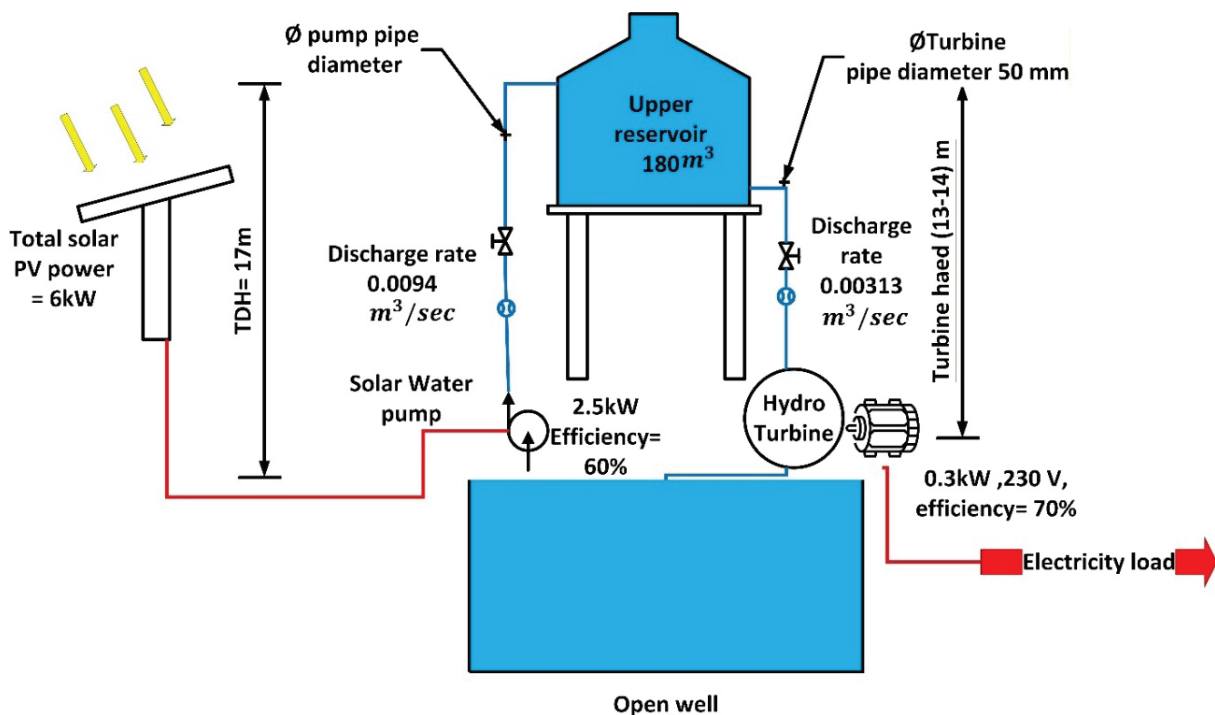 Ø pump pipe
diameter
ØTurbine
pipe diameter 50 mm
Upper
reservoir
180m³
Total solar
PV power
= 6kW
TDH= 17m
Discharge rate
0.0094
m³/sec
Discharge
rate
0.00313
m³/sec
Turbine haed (13-14) m
Solar Water
pump
2.5kW
Efficiency=
60%
Hydro
Turbine
0.3kW ,230 V,
efficiency= 70%
Electricity load
Open well